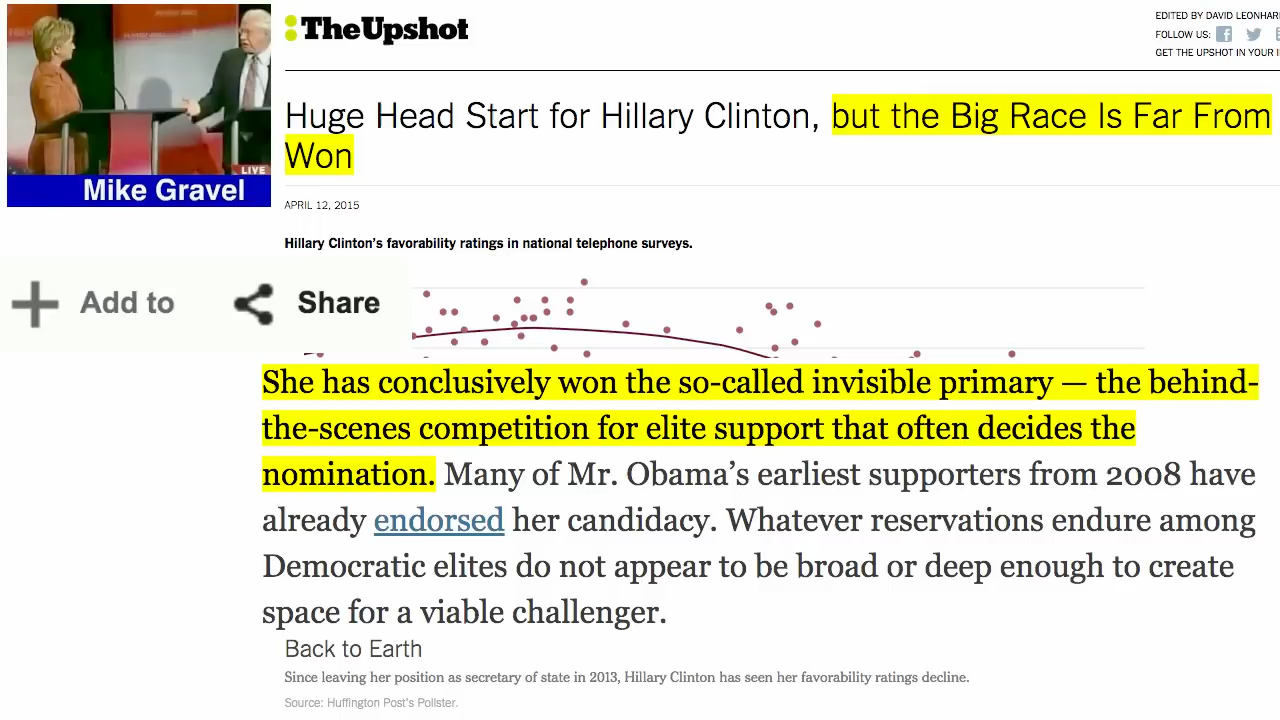 TheUpshot
EDITED BY DAVID
FOLLOW US:
GET THE UPSHOT IN YOUR
Huge Head Start for Hillary Clinton, but the Big Race Is Far From
Won
LIVE
Mike Gravel
APRIL 12, 2015
Hillary Clinton's favorability ratings in national telephone surveys.
Add to
Share
She has conclusively won the so-called invisible primary — the behind-
the-scenes competition for elite support that often decides the
nomination. Many of Mr. Obama's earliest supporters from 2008 have
already endorsed her candidacy. Whatever reservations endure among
Democratic elites do not appear to be broad or deep enough to create
space for a viable challenger.
Back to Earth
Since leaving her position as secretary of state in 2013, Hillary Clinton has seen her favorability ratings decline.
Source: Huffington Post's Pollster.